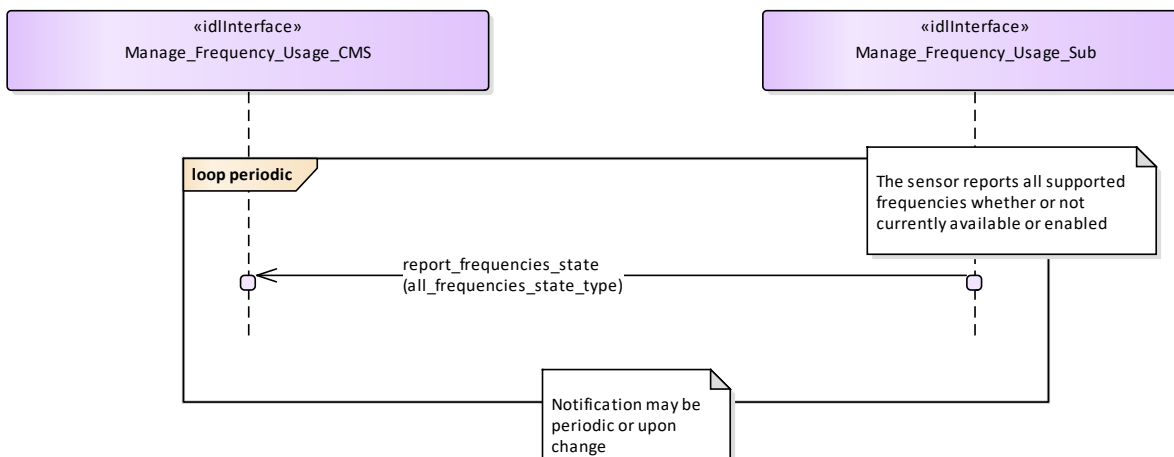 «idlInterface»
Manage_Frequency_Usage_CMS
«idlInterface»
Manage_Frequency_Usage_Sub
loop periodic
The sensor reports all supported
frequencies whether or not
currently available or enabled
report_frequencies_state
(all_frequencies_state_type)
Notification may be
periodic or upon
change